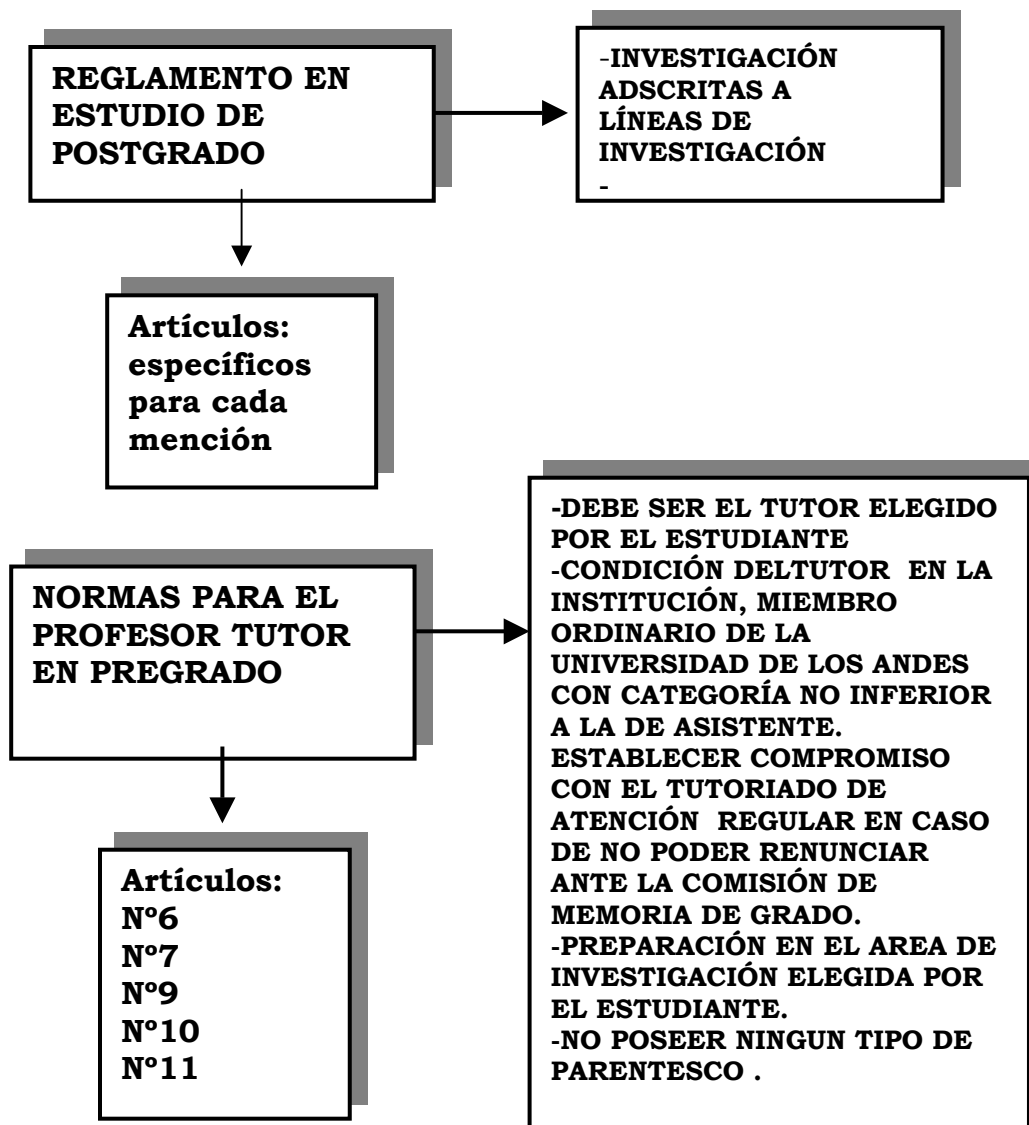 REGLAMENTO EN
ESTUDIO DE
POSTGRADO
-INVESTIGACIÓN
ADSCRITAS A
LÍNEAS DE
INVESTIGACIÓN
-
Artículos:
específicos
para cada
mención
NORMAS PARA EL
PROFESOR TUTOR
EN PREGRADO
-DEBE SER EL TUTOR ELEGIDO
POR EL ESTUDIANTE
-CONDICIÓN DELTUTOR EN LA
INSTITUCIÓN, MIEMBRO
ORDINARIO DE LA
UNIVERSIDAD DE LOS ANDES
CON CATEGORÍA NO INFERIOR
A LA DE ASISTENTE.
ESTABLECER COMPROMISO
CON EL TUTORIADO DE
ATENCIÓN REGULAR EN CASO
DE NO PODER RENUNCIAR
ANTE LA COMISIÓN DE
MEMORIA DE GRADO.
-PREPARACIÓN EN EL AREA DE
INVESTIGACIÓN ELEGIDA POR
EL ESTUDIANTE.
-NO POSEER NINGUN TIPO DE
PARENTESCO .
Artículos:
Nº6
Nº7
Nº9
Nº10
Nº11